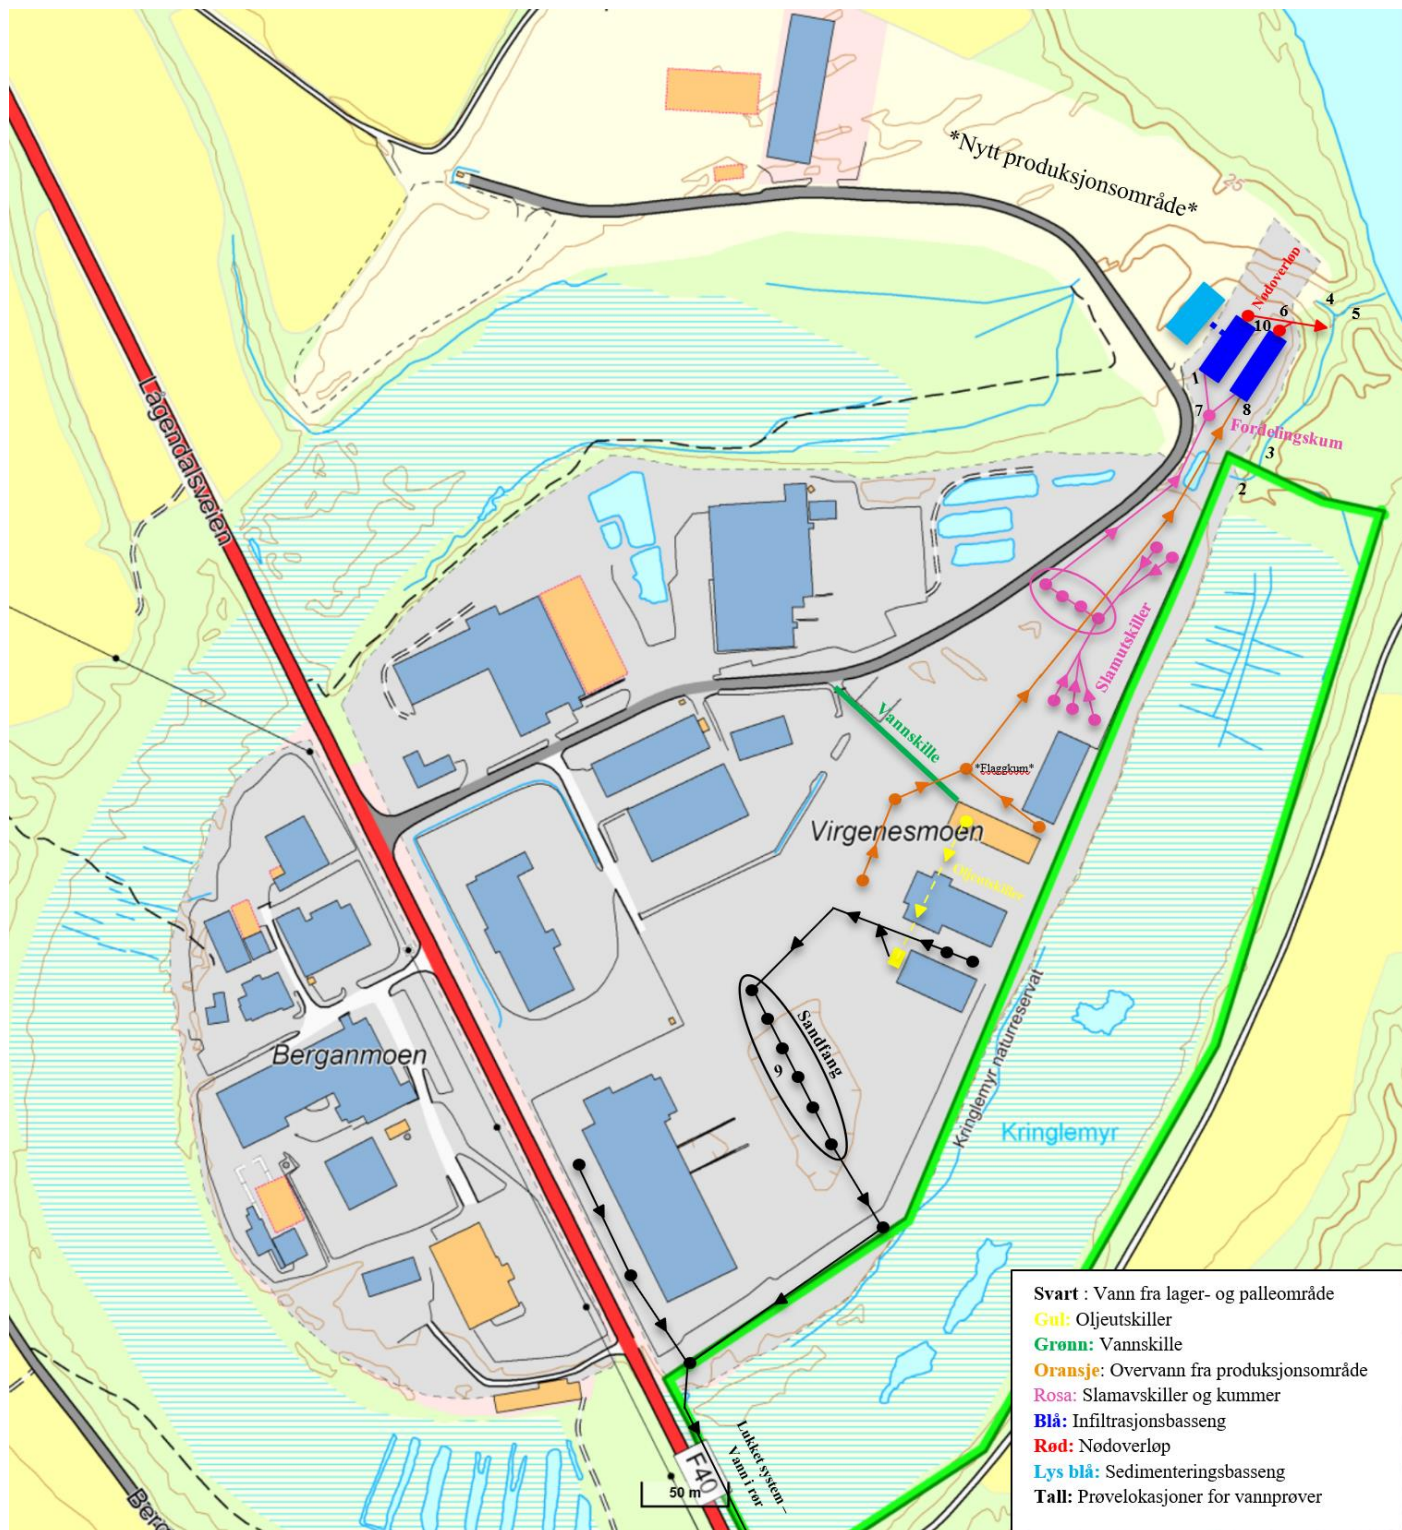 *Nytt produksjonsområde*
25
Nødoverløp
4
6
5
10
1
7
8
Fordelingskum
3
2
Lågendalsveien
Slamutskiller
Vannskille
*Flaggkum*
Virgenesmoen
Oljeutskiller
Sandfang
9
Berganmoen
Kringlemyr naturreservat
Kringlemyr
Svart : Vann fra lager- og palleområde
Gul: Oljeutskiller
Grønn: Vannskille
Oransje: Overvann fra produksjonsområde
Rosa: Slamavskiller og kummer
Blå: Infiltrasjonsbasseng
Rød: Nødoverløp
Lys blå: Sedimenteringsbasseng
Tall: Prøvelokasjoner for vannprøver
Lukket system –
Vann i rør
F40
50 m
Berg